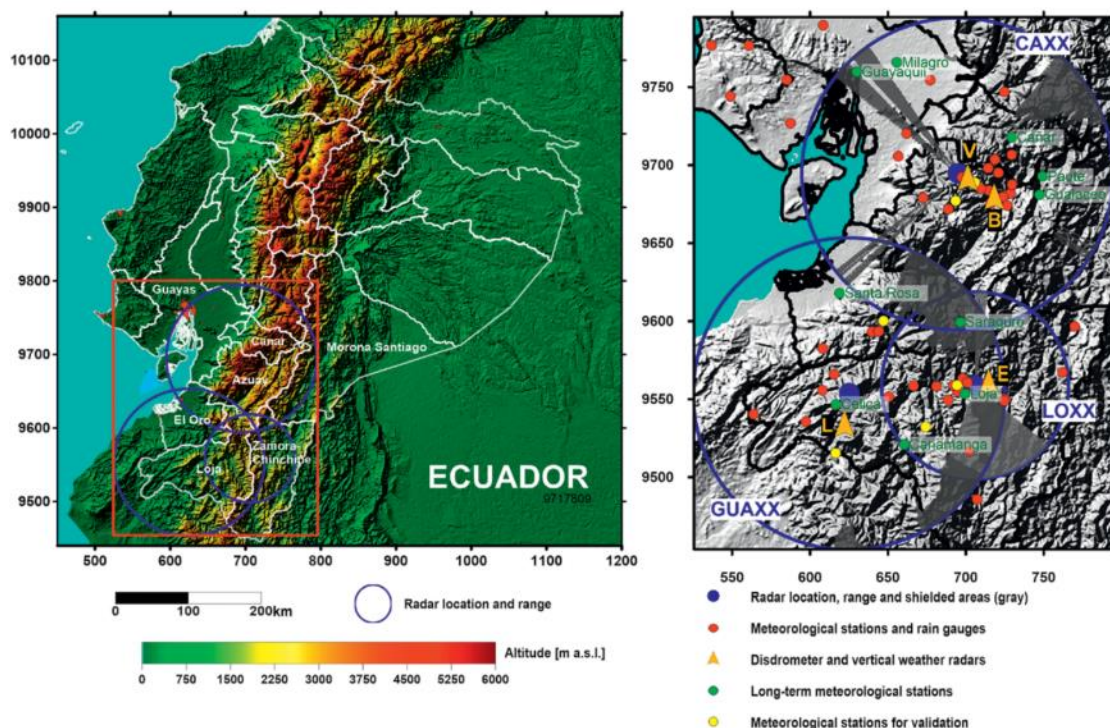 10100
10000
9900
9800
9700
9600
9500
Guayas
Cañar
Morona Santiago
Azuay
El Oro
Zamora-
Chinchipe
Loja
ECUADOR
9717809
500 600 700 800 900 1000 1100 1200
0 100 200km
Radar location and range
Altitude [m a.s.l.]
0 750 1500 2250 3000 3750 4500 5250 6000
9750
9700
9650
9600
9550
9500
CAXX
Milagro
Guayaquil
Cañar
V
Paute
B
Santa Rosa
Saraguro
E
Loja
LOXX
Celica
L
Cariamanga
GUAXX
550 600 650 700 750
Radar location, range and shielded areas (gray)
Meteorological stations and rain gauges
Disdrometer and vertical weather radars
Long-term meteorological stations
Meteorological stations for validation